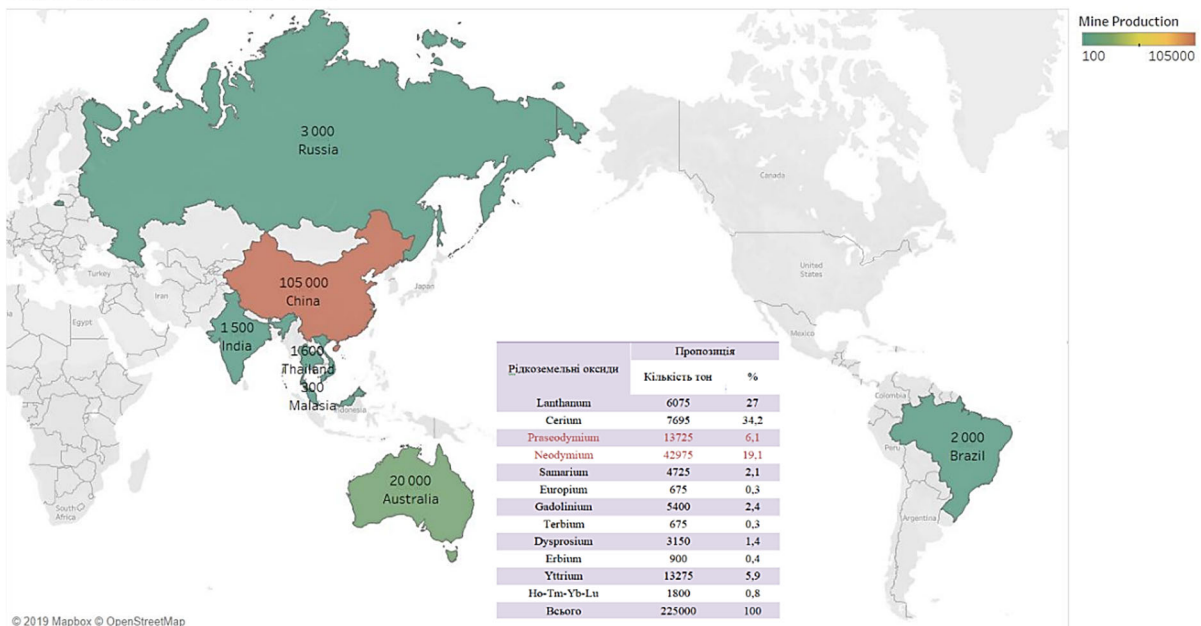 Mine Production
100 105000
3 000
Russia
Canada
United
States
Turkey
Iran
Japan
Egypt
105 000
China
1 500
India
1 600
Thailand
300
Malasia
Mexico
Colombia
Peru
2 000
Brazil
20 000
Australia
South
Africa
Argentina
Рідкоземельні оксиди Пропозиція
Кількість тон %
Lanthanum 6075 27
Cerium 7695 34,2
Praseodymium 13725 6,1
Neodymium 42975 19,1
Samarium 4725 2,1
Europium 675 0,3
Gadolinium 5400 2,4
Terbium 675 0,3
Dysprosium 3150 1,4
Erbium 900 0,4
Yttrium 13275 5,9
Ho-Tm-Yb-Lu 1800 0,8
Всього 225000 100
© 2019 Mapbox © OpenStreetMap